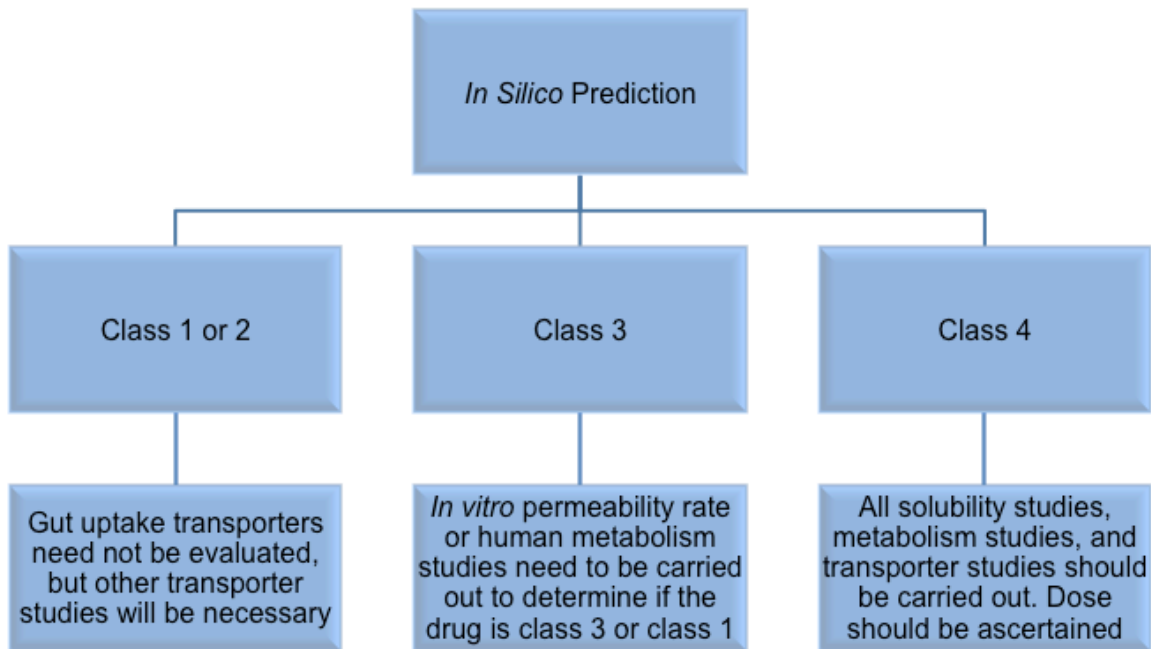 In Silico Prediction
Class 1 or 2
Class 3
Class 4
Gut uptake transporters
need not be evaluated,
but other transporter
studies will be necessary
In vitro permeability rate
or human metabolism
studies need to be carried
out to determine if the
drug is class 3 or class 1
All solubility studies,
metabolism studies, and
transporter studies should
be carried out. Dose
should be ascertained